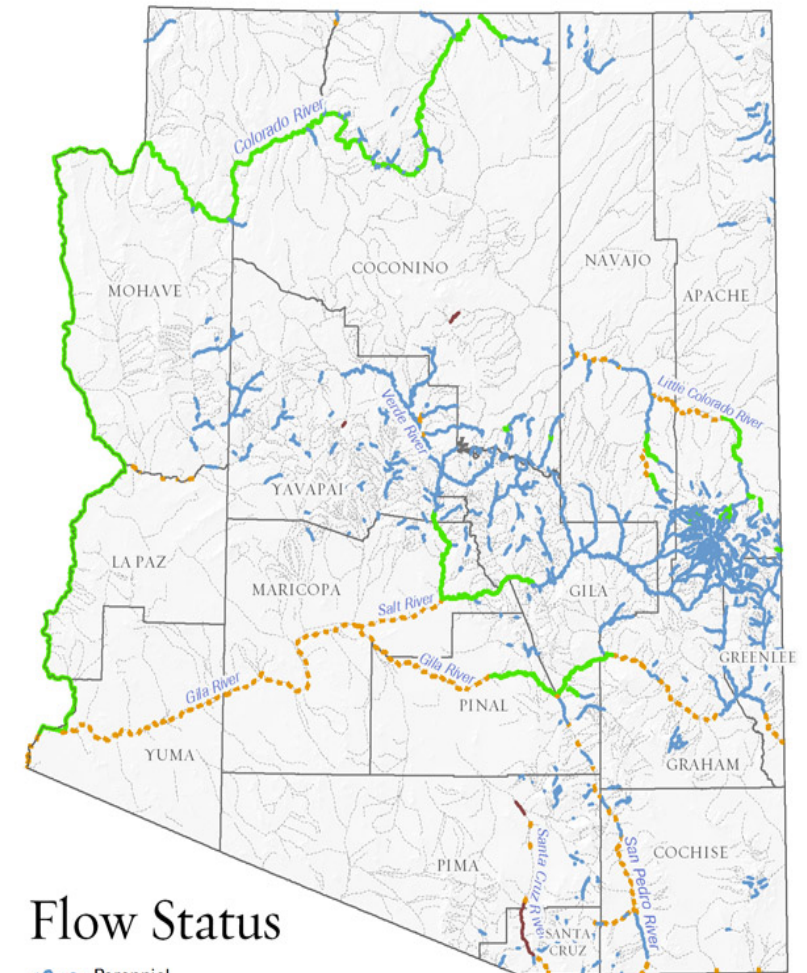 Colorado River
COCONINO
NAVAJO
MOHAVE
APACHE
Little Colorado River
Verde River
YAVAPAI
LA PAZ
MARICOPA
GILA
Salt River
Gila River
GREENLEE
Gila River
PINAL
YUMA
GRAHAM
Santa Cruz River
San Pedro River
COCHISE
PIMA
Flow Status
SANTA
CRUZ
Perennial